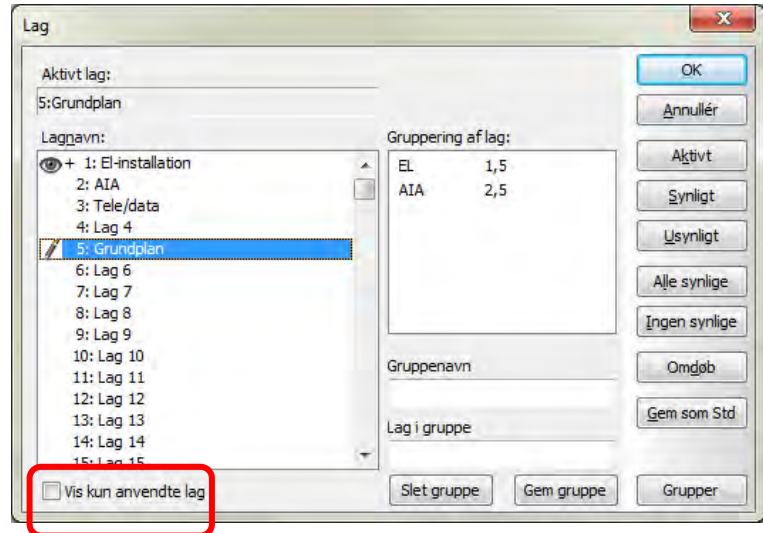 Lag
Aktivt lag:
5:Grundplan
Lagnavn:
+ 1: El-installation
2: AIA
3: Tele/data
4: Lag 4
5: Grundplan
6: Lag 6
7: Lag 7
8: Lag 8
9: Lag 9
10: Lag 10
11: Lag 11
12: Lag 12
13: Lag 13
14: Lag 14
15: Lag 15
Vis kun anvendte lag
Gruppering af lag:
EL 1,5
AIA 2,5
Gruppenavn
Lag i gruppe
Slet gruppe
Gem gruppe
OK
Annullér
Aktivt
Synligt
Usynligt
Alle synlige
Ingen synlige
Omdøb
Gem som Std
Grupper